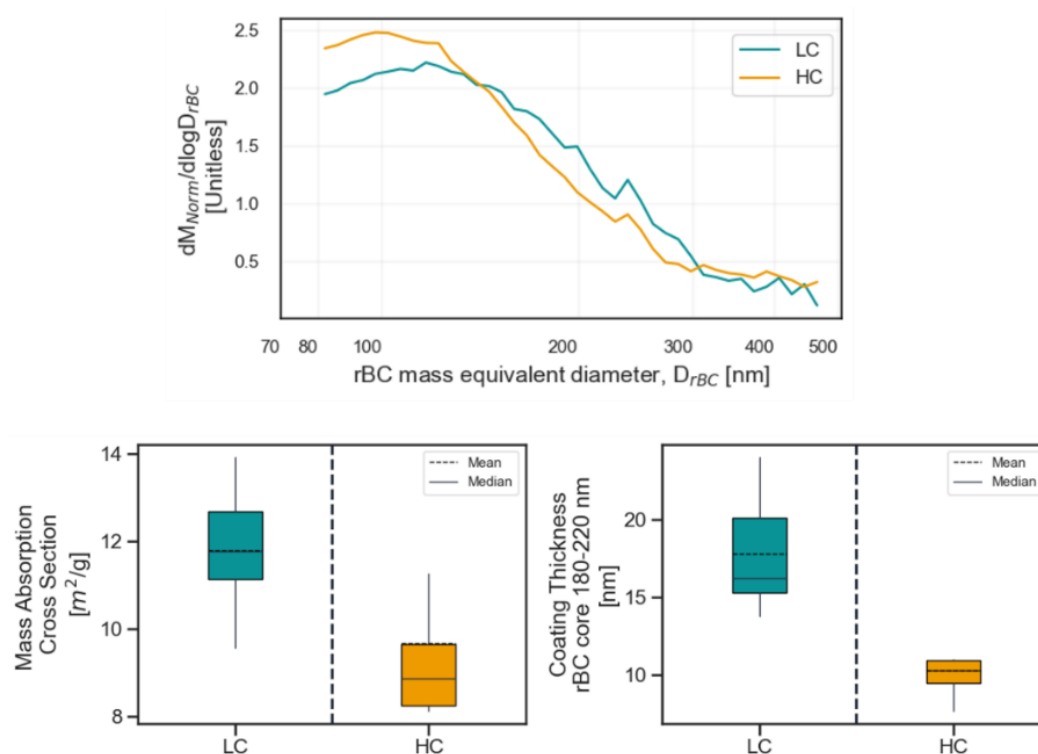 2.5
2.0
1.5
1.0
0.5
dM_Norm/dlogD_rBC
[Unitless]
LC
HC
70 80 100 200 300 400 500
rBC mass equivalent diameter, D_rBC [nm]
14
12
10
8
Mass Absorption
Cross Section
[m²/g]
Mean
Median
LC HC
20
15
10
Coating Thickness
rBC core 180-220 nm
[nm]
Mean
Median
LC HC